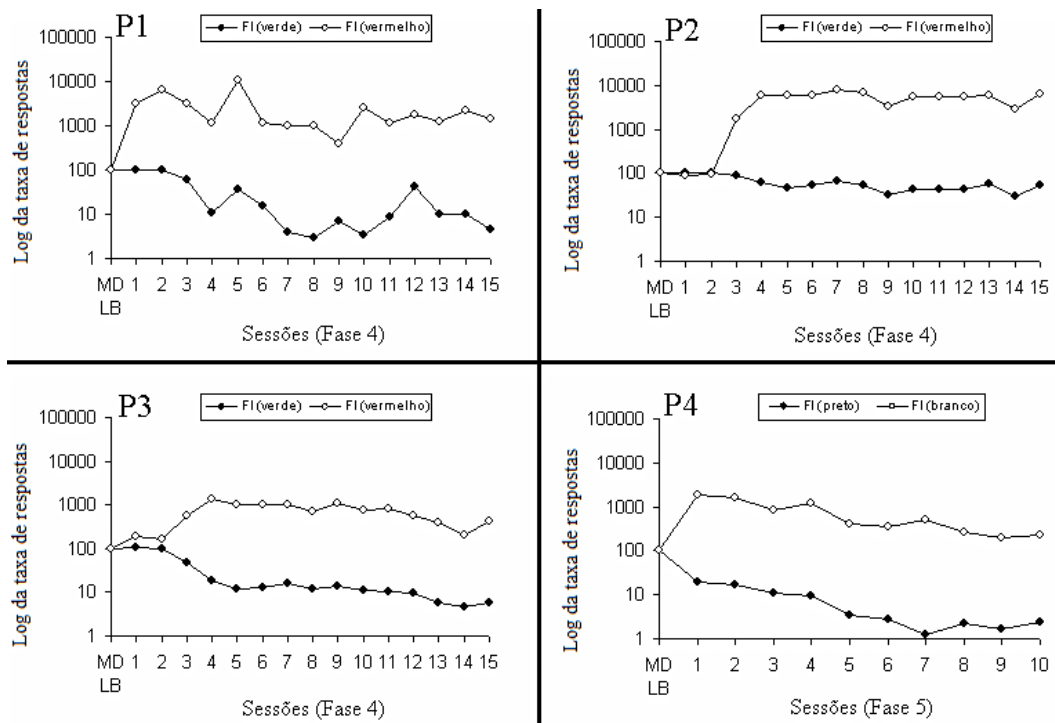 P1
FI(verde) FI(vermelho)
Log da taxa de respostas
100000
10000
1000
100
10
1
MD 1 2 3 4 5 6 7 8 9 10 11 12 13 14 15
LB
Sessões (Fase 4)
P2
FI(verde) FI(vermelho)
Log da taxa de respostas
100000
10000
1000
100
10
1
MD 1 2 3 4 5 6 7 8 9 10 11 12 13 14 15
LB
Sessões (Fase 4)
P3
FI(verde) FI(vermelho)
Log da taxa de respostas
100000
10000
1000
100
10
1
MD 1 2 3 4 5 6 7 8 9 10 11 12 13 14 15
LB
Sessões (Fase 4)
P4
FI(preto) FI(branco)
Log da taxa de respostas
100000
10000
1000
100
10
1
MD 1 2 3 4 5 6 7 8 9 10
LB
Sessões (Fase 5)